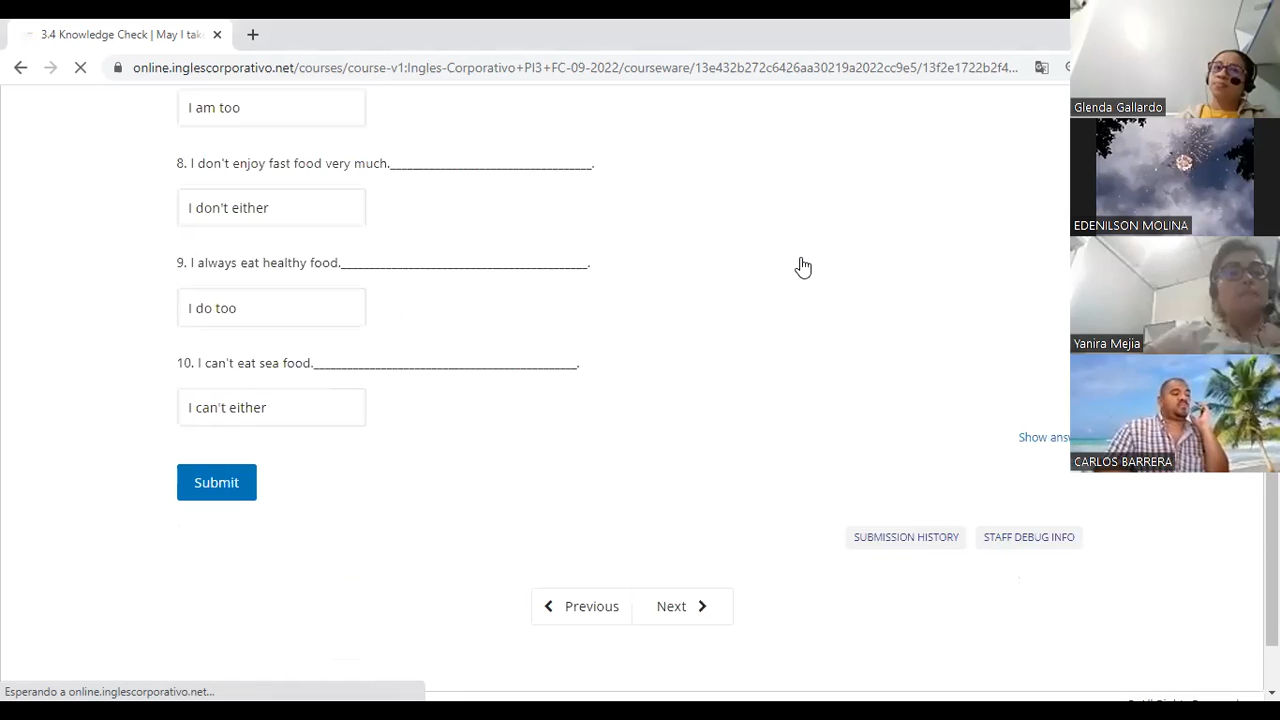 3.4 Knowledge Check | May I tak
online.inglescorporativo.net/courses/course-v1:Ingles-Corporativo+PI3+FC-09-2022/courseware/13e432b272c6426aa30219a2022cc9e5/13f2e1722b2f4...
I am too
8. I don't enjoy fast food very much.________________________________.
I don't either
9. I always eat healthy food.________________________________________.
I do too
10. I can't eat sea food.___________________________________________.
I can't either
Show ans
Submit
SUBMISSION HISTORY
STAFF DEBUG INFO
Previous
Next
Esperando a online.inglescorporativo.net...
Glenda Gallardo
EDENILSON MOLINA
Yanira Mejia
CARLOS BARRERA